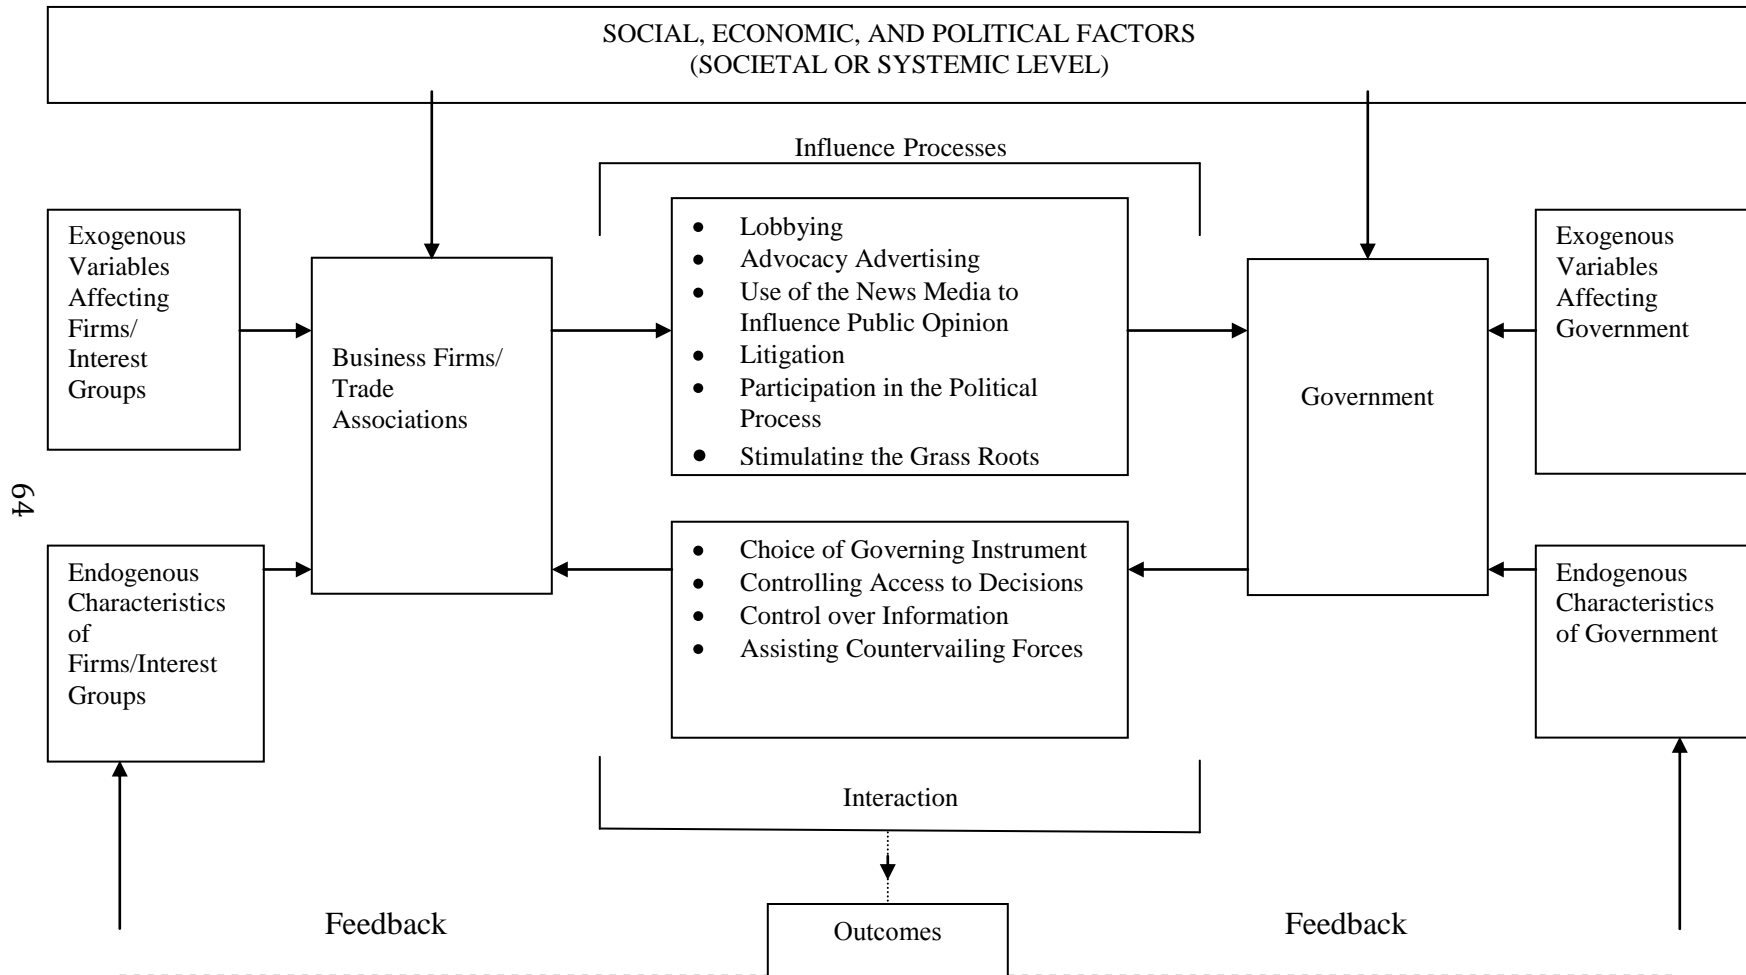 SOCIAL, ECONOMIC, AND POLITICAL FACTORS
(SOCIETAL OR SYSTEMIC LEVEL)
Influence Processes
Exogenous
Variables
Affecting
Firms/
Interest
Groups
Business Firms/
Trade
Associations
• Lobbying
• Advocacy Advertising
• Use of the News Media to
Influence Public Opinion
• Litigation
• Participation in the Political
Process
• Stimulating the Grass Roots
Government
Exogenous
Variables
Affecting
Government
64
Endogenous
Characteristics
of
Firms/Interest
Groups
• Choice of Governing Instrument
• Controlling Access to Decisions
• Control over Information
• Assisting Countervailing Forces
Endogenous
Characteristics
of Government
Interaction
Feedback
Outcomes
Feedback